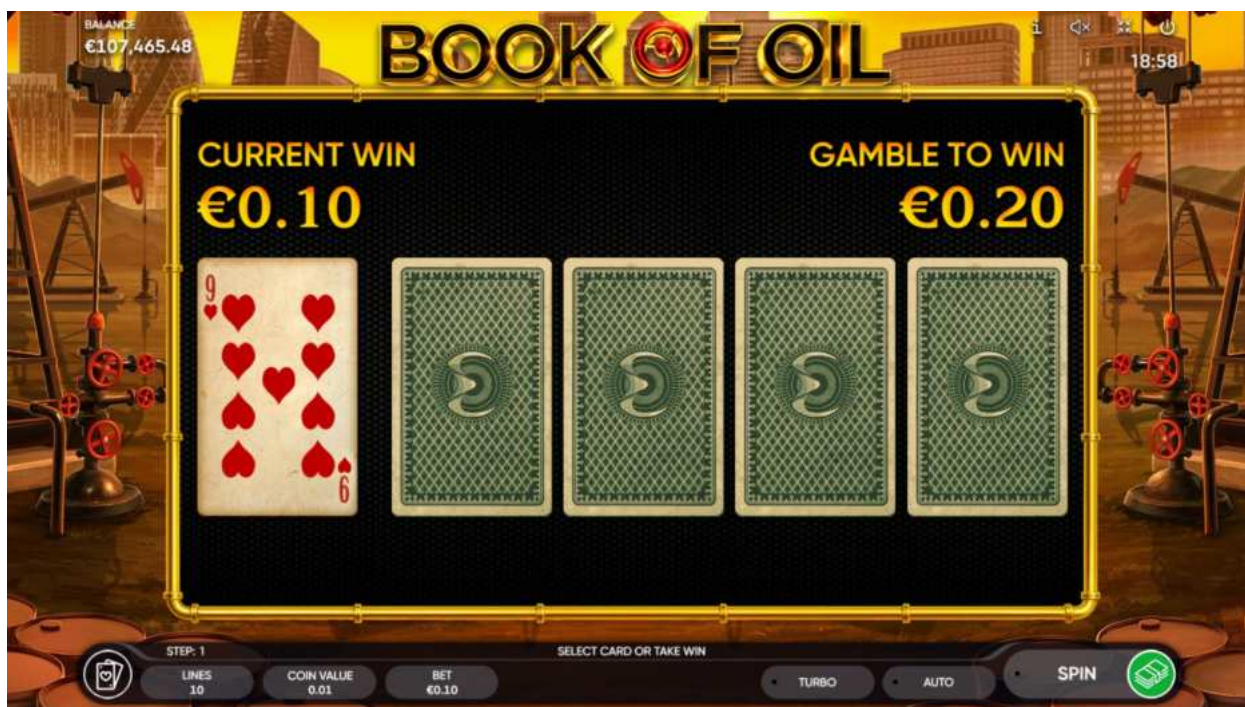 BALANCE
€107,465.48
BOOK OF OIL
18:58
CURRENT WIN
€0.10
GAMBLE TO WIN
€0.20
9
9
STEP: 1
SELECT CARD OR TAKE WIN
LINES
10
COIN VALUE
0.01
BET
€0.10
TURBO
AUTO
SPIN